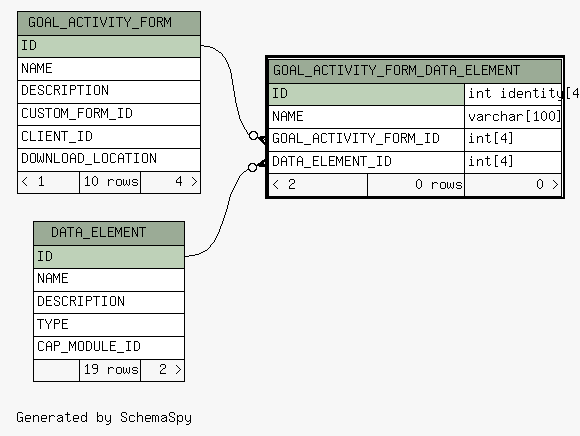 GOAL_ACTIVITY_FORM
ID
NAME
DESCRIPTION
CUSTOM_FORM_ID
CLIENT_ID
DOWNLOAD_LOCATION
< 1 10 rows 4 >
GOAL_ACTIVITY_FORM_DATA_ELEMENT
ID int identity[4
NAME varchar[100]
GOAL_ACTIVITY_FORM_ID int[4]
DATA_ELEMENT_ID int[4]
< 2 0 rows 0 >
DATA_ELEMENT
ID
NAME
DESCRIPTION
TYPE
CAP_MODULE_ID
19 rows 2 >
Generated by SchemaSpy